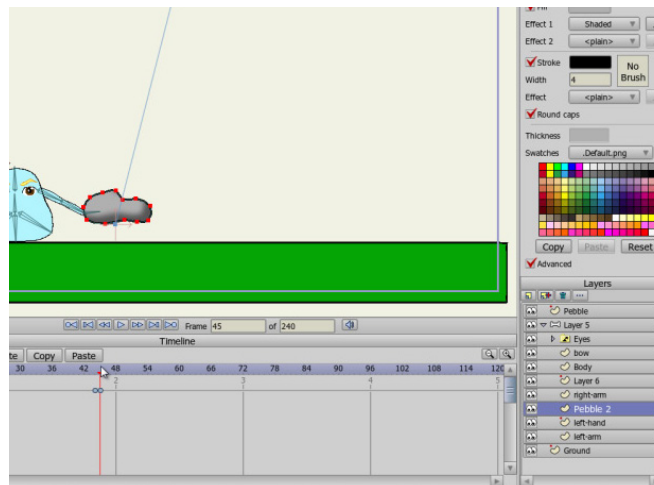 Fill
Effect 1 Shaded
Effect 2 <plain>
Stroke No Brush
Width 4
Effect <plain>
Round caps
Thickness
Swatches .Default.png
Copy Paste Reset
Advanced
Layers
Pebble
Layer 5
Eyes
bow
Body
Layer 6
right-arm
Pebble 2
left-hand
left-arm
Ground
Frame 45 of 240
Timeline
te Copy Paste
30 36 42 48 54 60 66 72 78 84 90 96 102 108 114 120
2 3 4 5